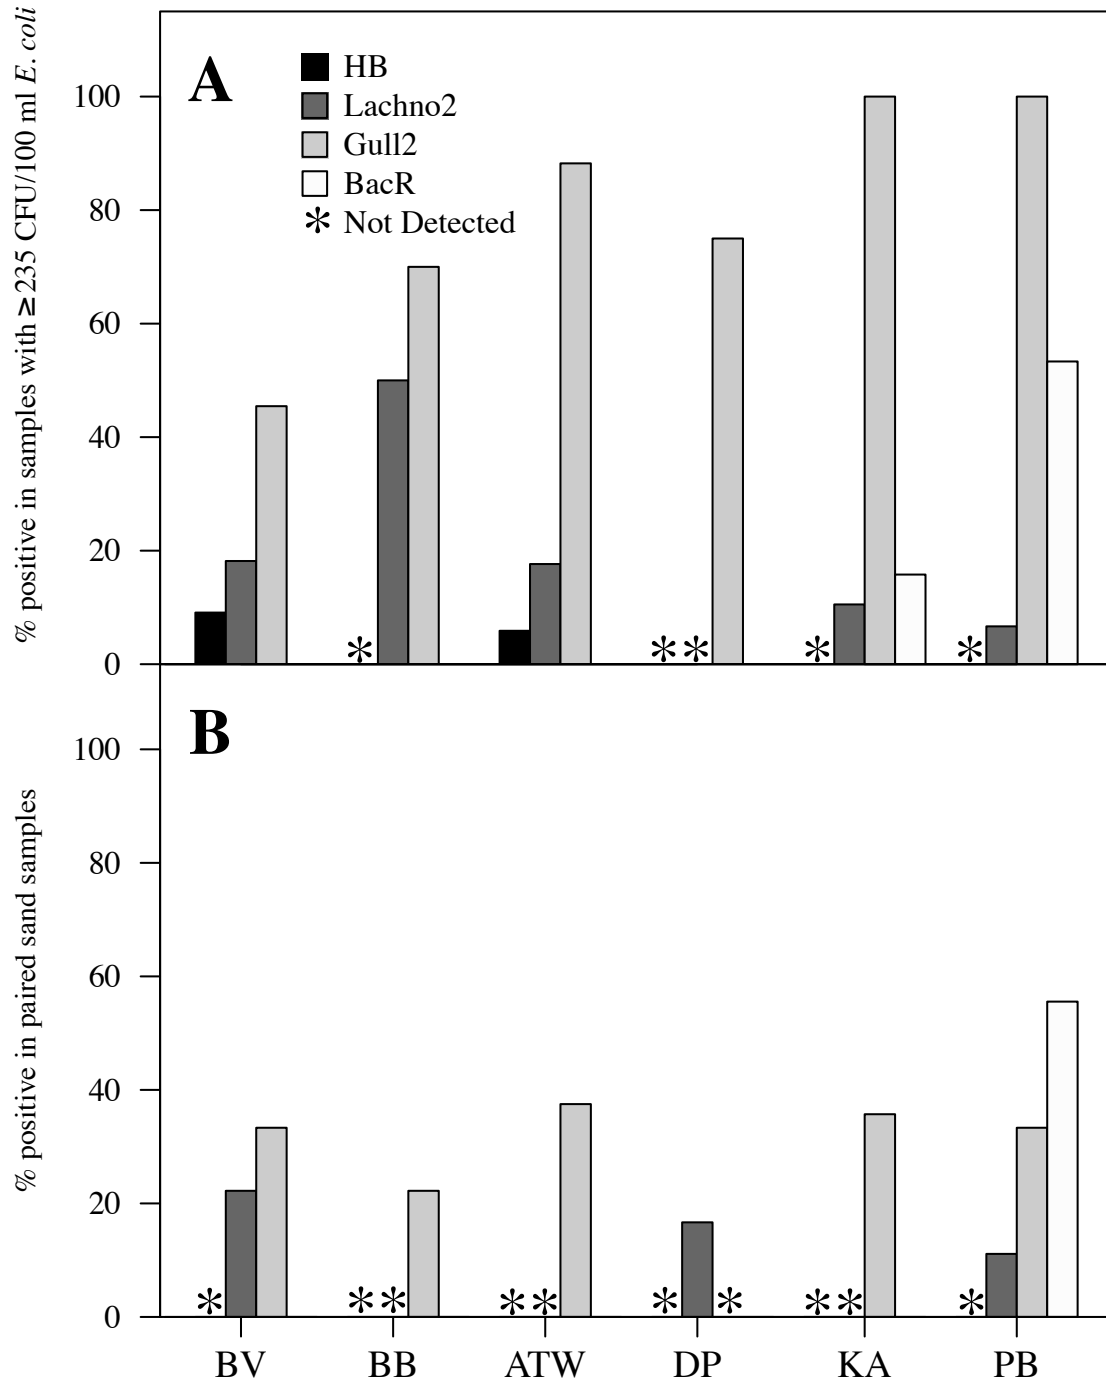 % positive in samples with ≥235 CFU/100 ml E. coli
A
HB
Lachno2
Gull2
BacR
* Not Detected
100
80
60
40
20
0
* * * * *
% positive in paired sand samples
B
100
80
60
40
20
0
* * * * * * * * * * *
BV BB ATW DP KA PB